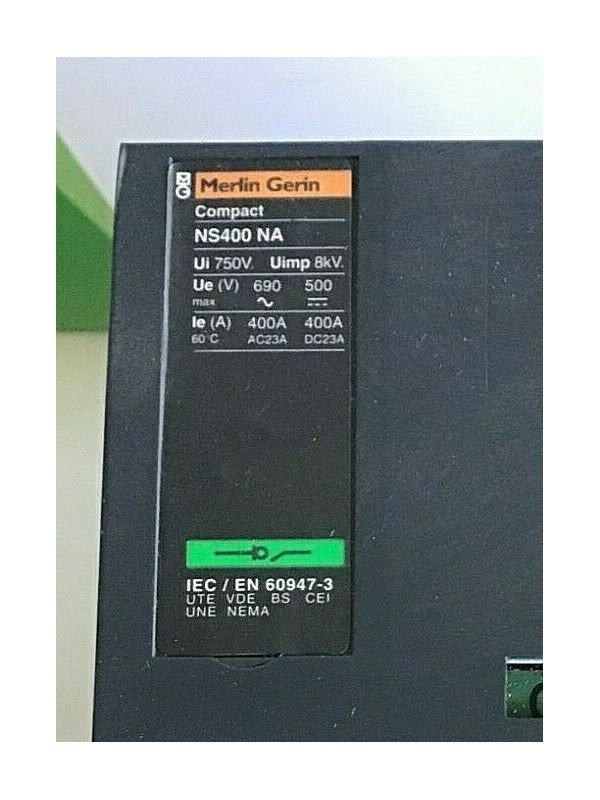 MG Merlin Gerin
Compact
NS400 NA
Ui 750V. Uimp 8kV.
Ue (V) 690 500
max ~ ⎓
Ie (A) 400A 400A
60°C AC23A DC23A
IEC / EN 60947-3
UTE VDE BS CEI
UNE NEMA